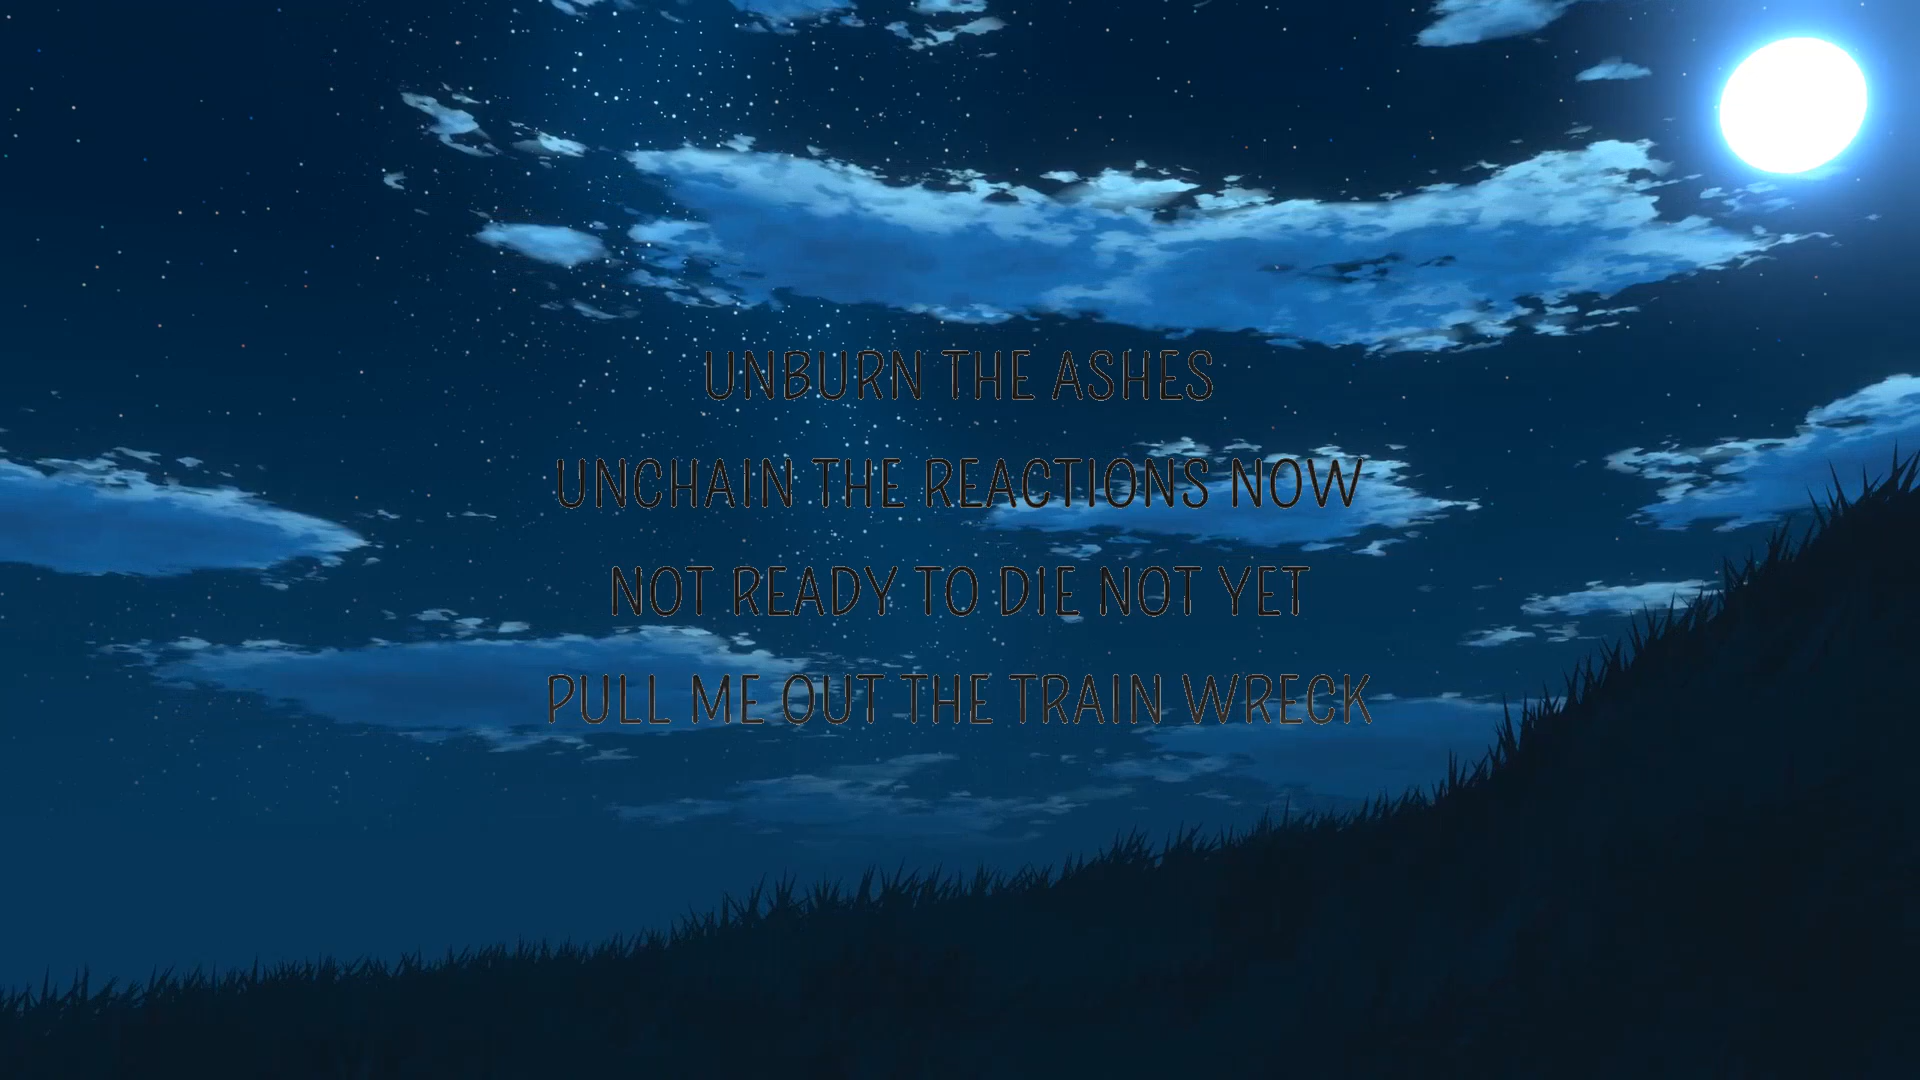 UNBURN THE ASHES
UNCHAIN THE REACTIONS NOW
NOT READY TO DIE NOT YET
PULL ME OUT THE TRAIN WRECK